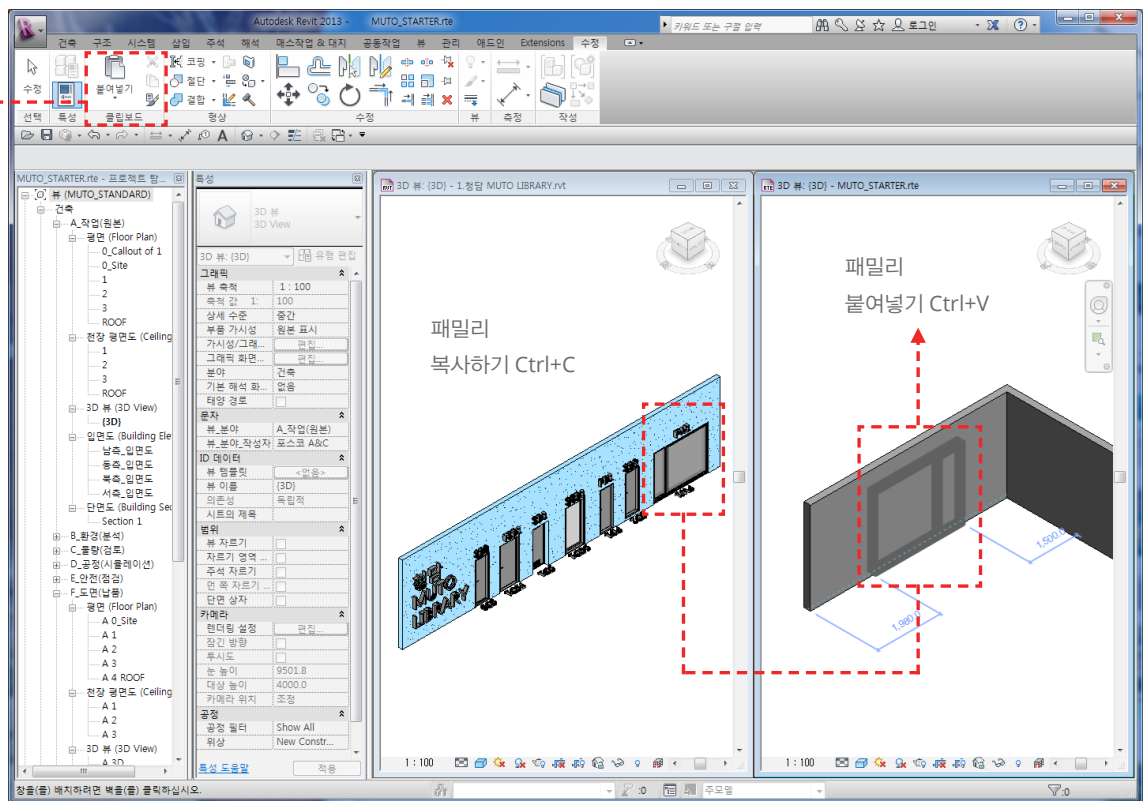 Autodesk Revit 2013 - MUTO_STARTER.rte
키워드 또는 구절 입력
로그인
건축 구조 시스템 삽입 주석 해석 매스작업 & 대지 공동작업 뷰 관리 애드인 Extensions 수정
수정
붙여넣기
코핑
절단
결합
선택 특성 클립보드 형상 수정 뷰 측정 작성
MUTO_STARTER.rte - 프로젝트 탐...
뷰 (MUTO_STANDARD)
건축
A_작업(원본)
평면 (Floor Plan)
0_Callout of 1
0_Site
1
2
3
ROOF
천장 평면도 (Ceiling
1
2
3
ROOF
3D 뷰 (3D View)
{3D}
입면도 (Building Ele
남측_입면도
동측_입면도
북측_입면도
서측_입면도
단면도 (Building Sec
Section 1
B_환경(분석)
C_물량(검토)
D_공정(시뮬레이션)
E_안전(점검)
F_도면(납품)
평면 (Floor Plan)
A 0_Site
A 1
A 2
A 3
A 4 ROOF
천장 평면도 (Ceiling
A 1
A 2
A 3
3D 뷰 (3D View)
A 3D
특성
3D 뷰
3D View
3D 뷰: {3D} 유형 편집
그래픽
뷰 축척 1 : 100
축척 값 1: 100
상세 수준 중간
부품 가시성 원본 표시
가시성/그래... 편집...
그래픽 화면... 편집...
분야 건축
기본 해석 화... 없음
태양 경로
문자
뷰_분야 A_작업(원본)
뷰_분야_작성자 포스코 A&C
ID 데이터
뷰 템플릿 <없음>
뷰 이름 {3D}
의존성 독립적
시트의 제목
범위
뷰 자르기
자르기 영역 ...
주석 자르기
먼 쪽 자르기 ...
단면 상자
카메라
렌더링 설정 편집...
잠긴 방향
투시도
눈 높이 9501.8
대상 높이 4000.0
카메라 위치 조정
공정
공정 필터 Show All
위상 New Constr...
특성 도움말 적용
3D 뷰: {3D} - 1.정담 MUTO LIBRARY.rvt
패밀리
복사하기 Ctrl+C
MUTO
LIBRARY
1 : 100
3D 뷰: {3D} - MUTO_STARTER.rte
패밀리
붙여넣기 Ctrl+V
1,500.0
1,980.0
1 : 100
창을(를) 배치하려면 벽을(를) 클릭하십시오.
:0
주모델
:0